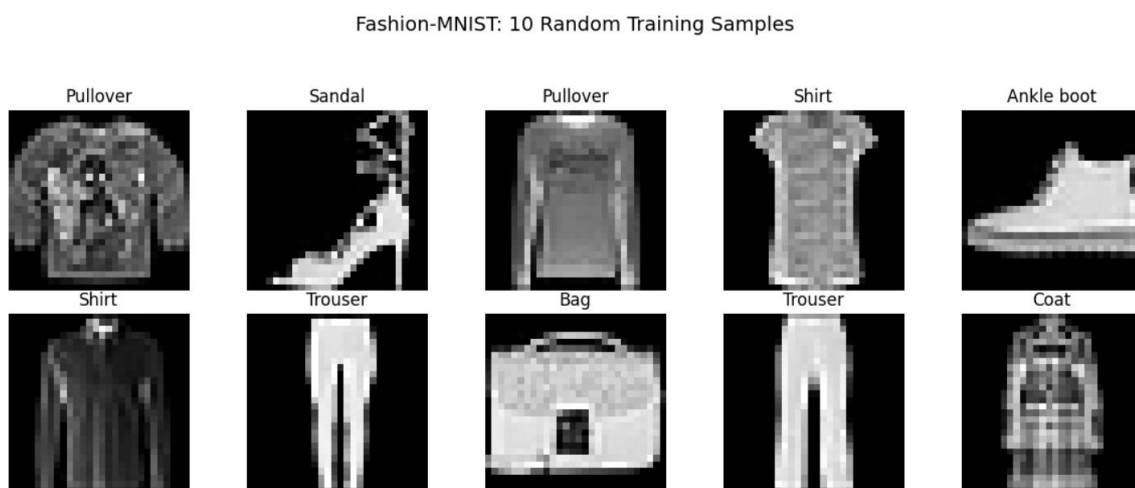 Fashion-MNIST: 10 Random Training Samples
Pullover Sandal Pullover Shirt Ankle boot
Shirt Trouser Bag Trouser Coat